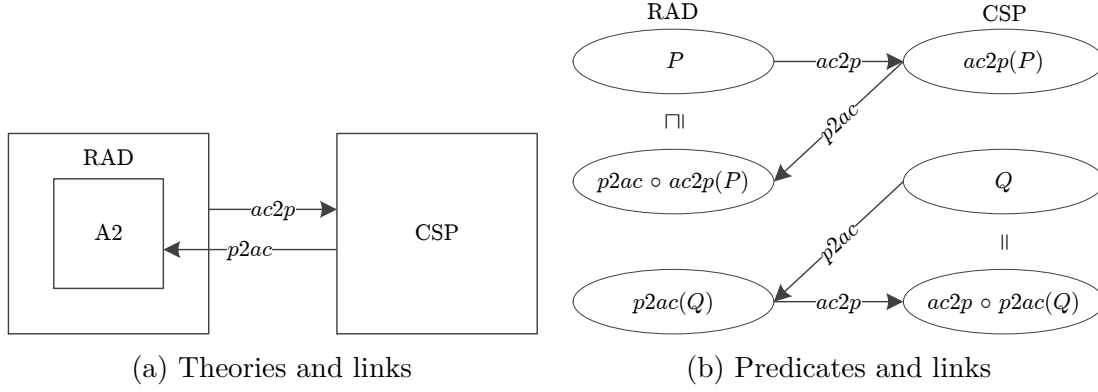 RAD
A2
ac2p
p2ac
CSP
(a) Theories and links
RAD CSP
P ac2p ac2p(P)
⊓|| p2ac
p2ac ∘ ac2p(P) Q
p2ac ||
p2ac(Q) ac2p ac2p ∘ p2ac(Q)
(b) Predicates and links